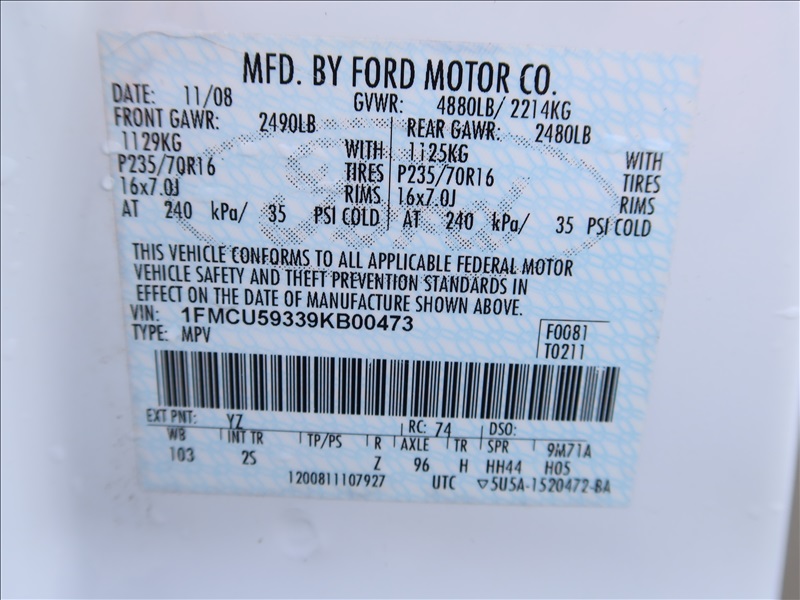 MFD. BY FORD MOTOR CO.
DATE: 11/08 GVWR: 4880LB/ 2214KG
FRONT GAWR: 2490LB REAR GAWR: 2480LB
1129KG WITH 1125KG WITH
P235/70R16 TIRES P235/70R16 TIRES
16x7.0J RIMS 16x7.0J RIMS
AT 240 kPa/ 35 PSI COLD AT 240 kPa/ 35 PSI COLD
THIS VEHICLE CONFORMS TO ALL APPLICABLE FEDERAL MOTOR
VEHICLE SAFETY AND THEFT PREVENTION STANDARDS IN
EFFECT ON THE DATE OF MANUFACTURE SHOWN ABOVE.
VIN: 1FMCU59339KB00473 F0081
TYPE: MPV T0211
EXT PNT: YZ RC: 74 DSO:
WB INT TR TP/PS R AXLE TR SPR 9M71A
103 2S Z 96 H HH44 H05
1200811107927 UTC ▽5U5A-1520472-BA